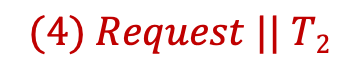 (4) Request || T₂